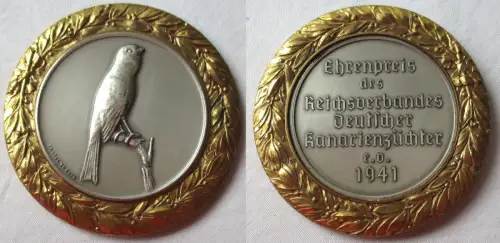 Ehrenpreis
des
Reichsverbandes
Deutscher
Kanarienzüchter
e.V.
1941